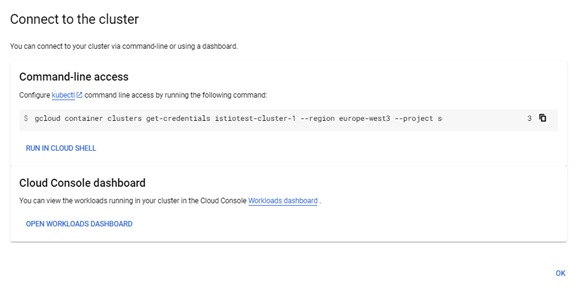 Connect to the cluster
You can connect to your cluster via command-line or using a dashboard.
Command-line access
Configure kubectl command line access by running the following command:
$ gcloud container clusters get-credentials istiotest-cluster-1 --region europe-west3 --project s 3
RUN IN CLOUD SHELL
Cloud Console dashboard
You can view the workloads running in your cluster in the Cloud Console Workloads dashboard .
OPEN WORKLOADS DASHBOARD
OK